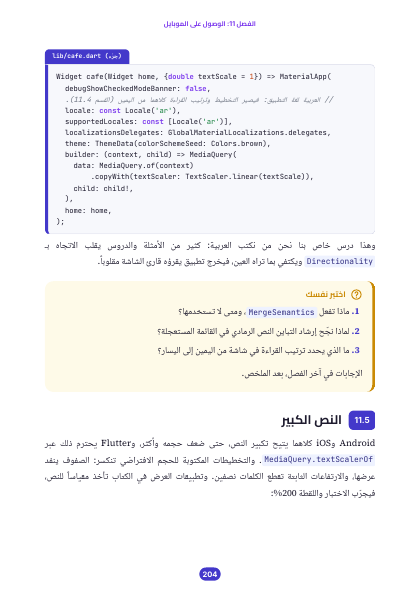 الفصل 11: الوصول على الموبايل
lib/cafe.dart (جزء)
Widget cafe(Widget home, {double textScale = 1}) => MaterialApp(
debugShowCheckedModeBanner: false,
// العربية لغة التطبيق: فيصير التخطيط وترتيب القراءة كلاهما من اليمين (القسم 11.4).
locale: const Locale('ar'),
supportedLocales: const [Locale('ar')],
localizationsDelegates: GlobalMaterialLocalizations.delegates,
theme: ThemeData(colorSchemeSeed: Colors.brown),
builder: (context, child) => MediaQuery(
data: MediaQuery.of(context)
.copyWith(textScaler: TextScaler.linear(textScale)),
child: child!,
),
home: home,
);
وهذا درس خاص بنا نحن من نكتب العربية: كثير من الأمثلة والدروس يقلب الاتجاه بـ
Directionality ويكتفي بما تراه العين، فيخرج تطبيق يقرؤه قارئ الشاشة مقلوباً.
اختبر نفسك
1. ماذا تفعل MergeSemantics، ومتى لا تستخدمها؟
2. لماذا نجّح إرشاد التباين النص الرمادي في القائمة المستعجلة؟
3. ما الذي يحدد ترتيب القراءة في شاشة من اليمين إلى اليسار؟
الإجابات في آخر الفصل، بعد الملخص.
11.5 النص الكبير
Android وiOS كلاهما يتيح تكبير النص، حتى ضعف حجمه وأكثر، وFlutter يحترم ذلك عبر
MediaQuery.textScalerOf. والتخطيطات المكتوبة للحجم الافتراضي تنكسر: الصفوف ينفد
عرضها، والارتفاعات الثابتة تقطع الكلمات نصفين. وتطبيقات العرض في الكتاب تأخذ مقياساً للنص،
فيجرّب الاختبار واللقطة 200%:
204